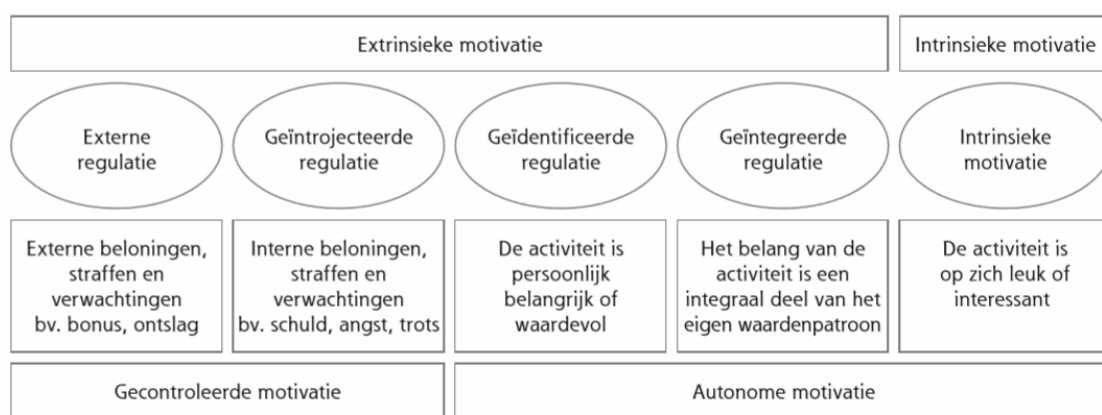 Extrinsieke motivatie
Intrinsieke motivatie
Externe
regulatie
Geïntrojecteerde
regulatie
Geïdentificeerde
regulatie
Geïntegreerde
regulatie
Intrinsieke
motivatie
Externe beloningen,
straffen en
verwachtingen
bv. bonus, ontslag
Interne beloningen,
straffen en
verwachtingen
bv. schuld, angst, trots
De activiteit is
persoonlijk
belangrijk of
waardevol
Het belang van de
activiteit is een
integraal deel van het
eigen waardenpatroon
De activiteit is
op zich leuk of
interessant
Gecontroleerde motivatie
Autonome motivatie